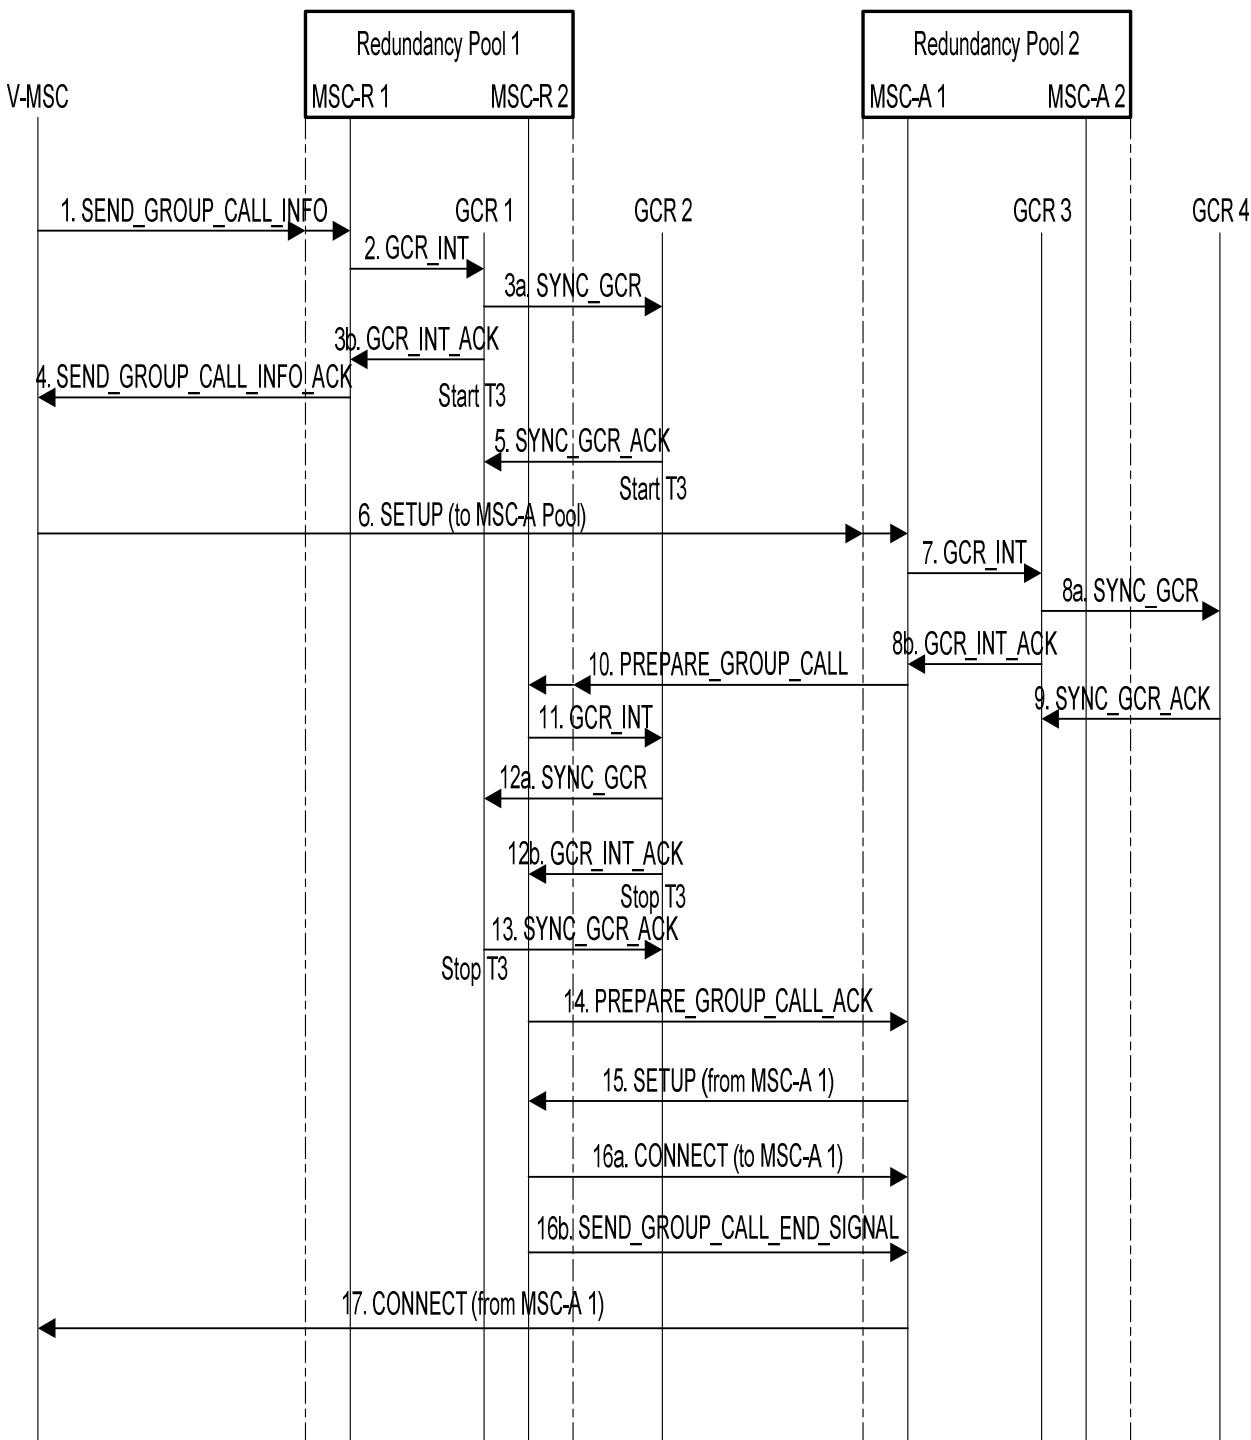 Redundancy Pool 1
Redundancy Pool 2
V-MSC
MSC-R 1
MSC-R 2
MSC-A 1
MSC-A 2
1. SEND_GROUP_CALL_INFO
GCR 1
GCR 2
GCR 3
GCR 4
2. GCR_INT
3a. SYNC_GCR
3b. GCR_INT_ACK
4. SEND_GROUP_CALL_INFO_ACK
Start T3
5. SYNC_GCR_ACK
Start T3
6. SETUP (to MSC-A Pool)
7. GCR_INT
8a. SYNC_GCR
8b. GCR_INT_ACK
10. PREPARE_GROUP_CALL
9. SYNC_GCR_ACK
11. GCR_INT
12a. SYNC_GCR
12b. GCR_INT_ACK
Stop T3
13. SYNC_GCR_ACK
Stop T3
14. PREPARE_GROUP_CALL_ACK
15. SETUP (from MSC-A 1)
16a. CONNECT (to MSC-A 1)
16b. SEND_GROUP_CALL_END_SIGNAL
17. CONNECT (from MSC-A 1)